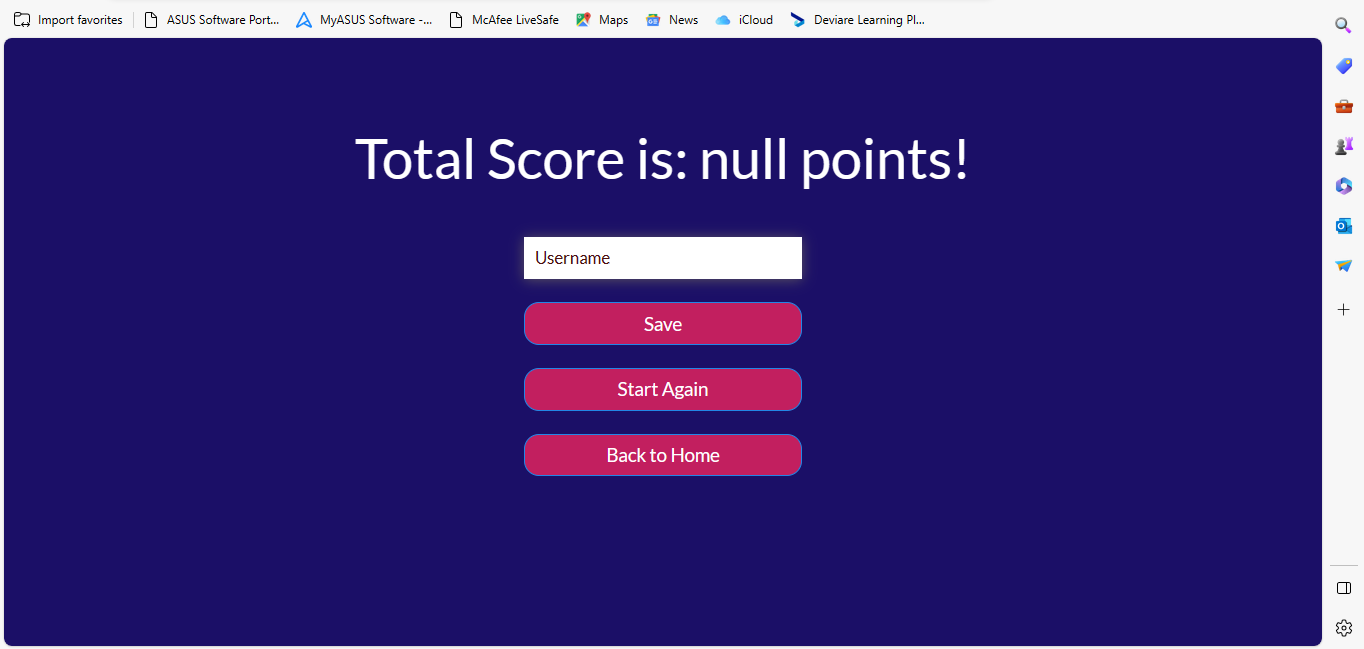 Import favorites
ASUS Software Port...
MyASUS Software -...
McAfee LiveSafe
Maps
News
iCloud
Deviare Learning Pl...
Total Score is: null points!
Username
Save
Start Again
Back to Home